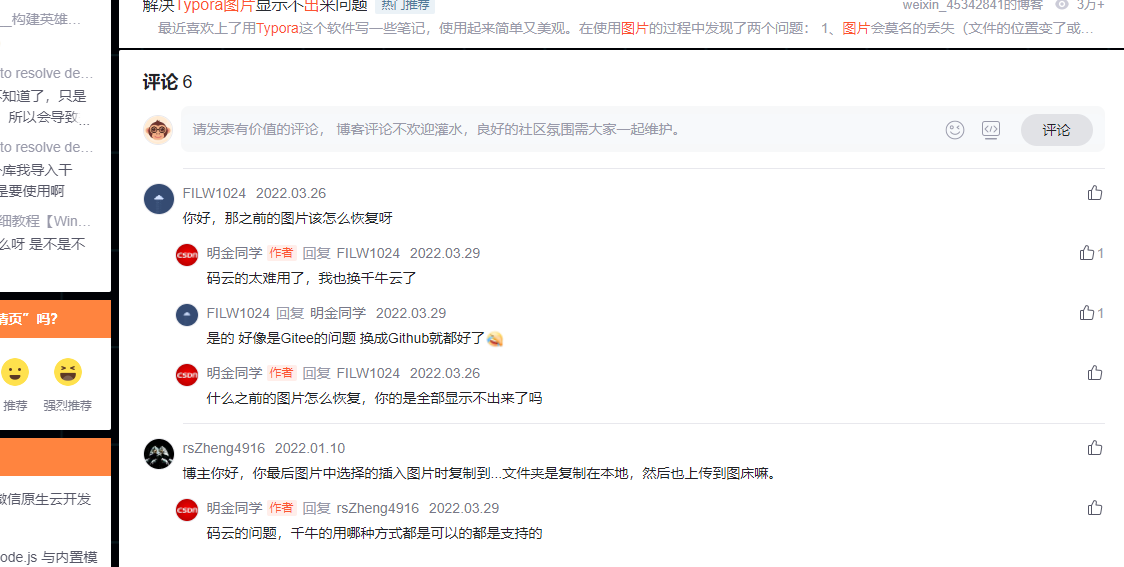 __构建英雄...
to resolve de...
不知道了，只是
，所以会导致...
to resolve de...
库我导入干
是要使用啊
细教程【Win...
么呀 是不是不
情页”吗？
推荐 强烈推荐
微信原生云开发
ode.js 与内置模
解决Typora图片显示不出来问题 热门推荐
weixin_45342841的博客 3万+
最近喜欢上了用Typora这个软件写一些笔记，使用起来简单又美观。在使用图片的过程中发现了两个问题： 1、图片会莫名的丢失（文件的位置变了或...
评论 6
请发表有价值的评论， 博客评论不欢迎灌水，良好的社区氛围需大家一起维护。
评论
FILW1024 2022.03.26
你好，那之前的图片该怎么恢复呀
CSDN 明金同学 作者 回复 FILW1024 2022.03.29 1
码云的太难用了，我也换千牛云了
FILW1024 回复 明金同学 2022.03.29 1
是的 好像是Gitee的问题 换成Github就都好了
CSDN 明金同学 作者 回复 FILW1024 2022.03.26
什么之前的图片怎么恢复，你的是全部显示不出来了吗
rsZheng4916 2022.01.10
博主你好，你最后图片中选择的插入图片时复制到...文件夹是复制在本地，然后也上传到图床嘛。
CSDN 明金同学 作者 回复 rsZheng4916 2022.03.29
码云的问题，千牛的用哪种方式都是可以的都是支持的